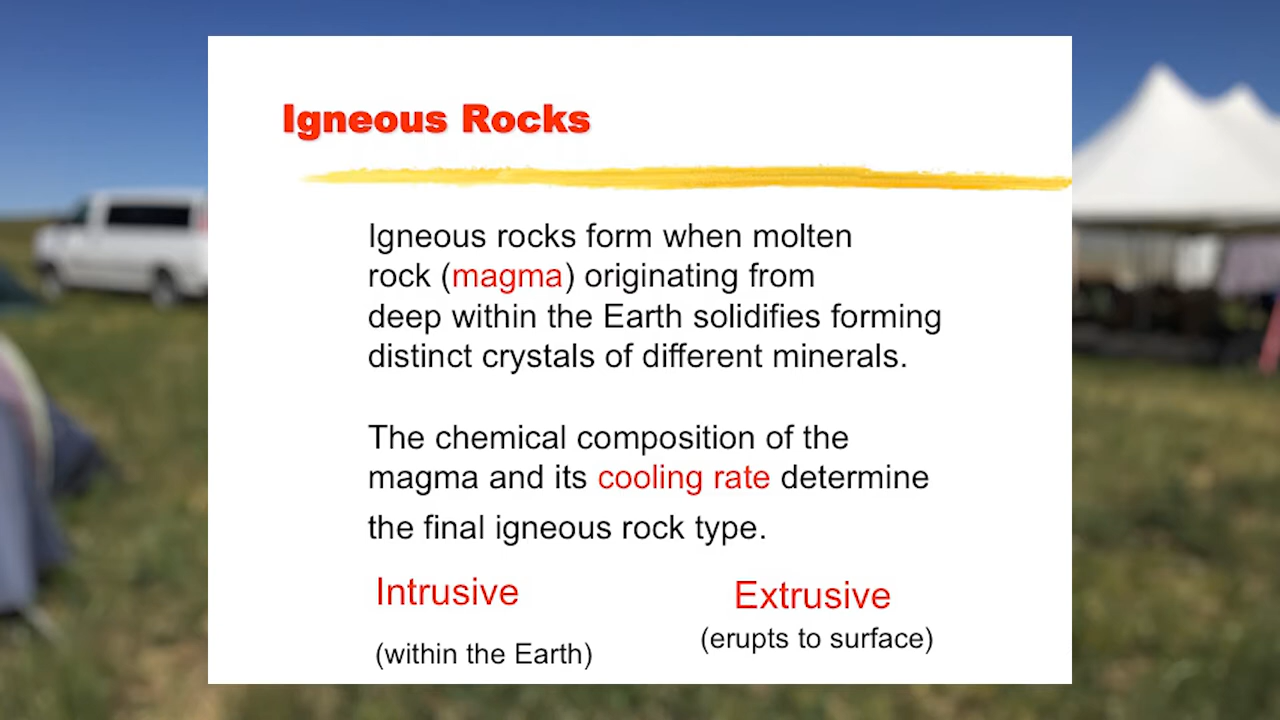 Igneous Rocks
Igneous rocks form when molten
rock (magma) originating from
deep within the Earth solidifies forming
distinct crystals of different minerals.
The chemical composition of the
magma and its cooling rate determine
the final igneous rock type.
Intrusive
(within the Earth)
Extrusive
(erupts to surface)